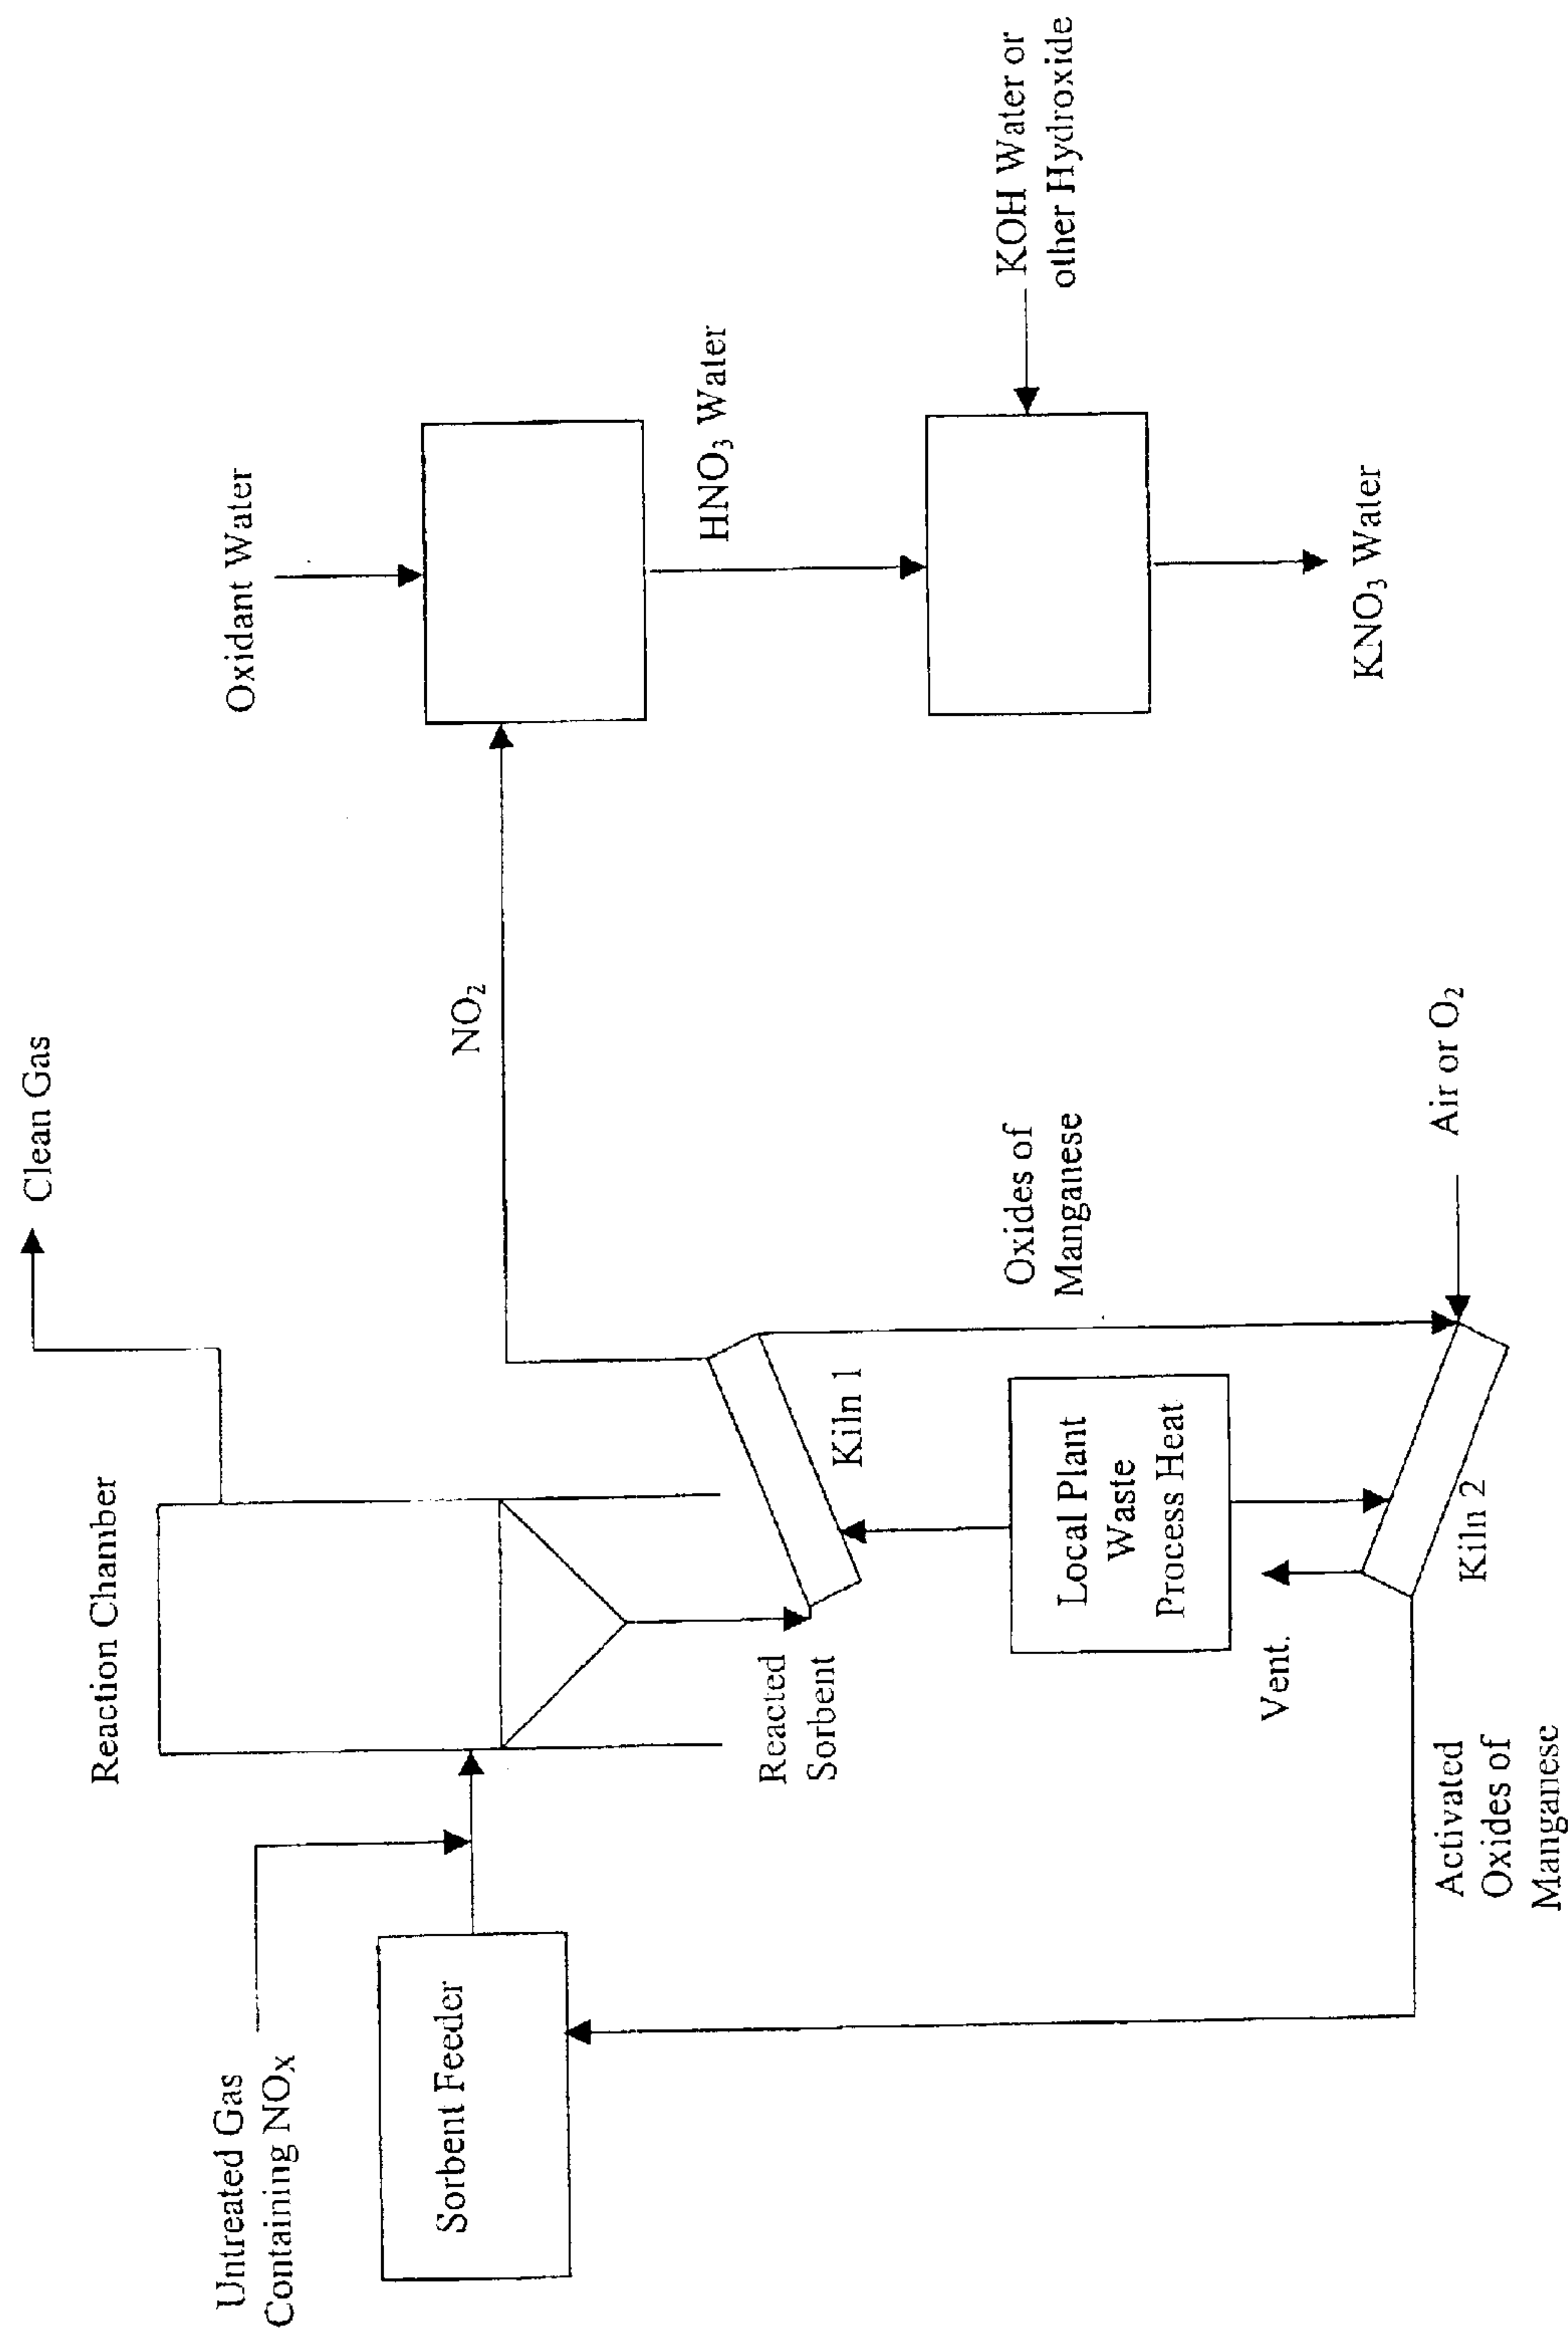 Untreated Gas
Containing NOX
Sorbent Feeder
Reaction Chamber
Clean Gas
Reacted
Sorbent
Kiln 1
NO2
Oxidant Water
HNO3 Water
KOH Water or
other Hydroxide
KNO3 Water
Local Plant
Waste
Process Heat
Oxides of
Manganese
Air or O2
Vent.
Kiln 2
Activated
Oxides of
Manganese